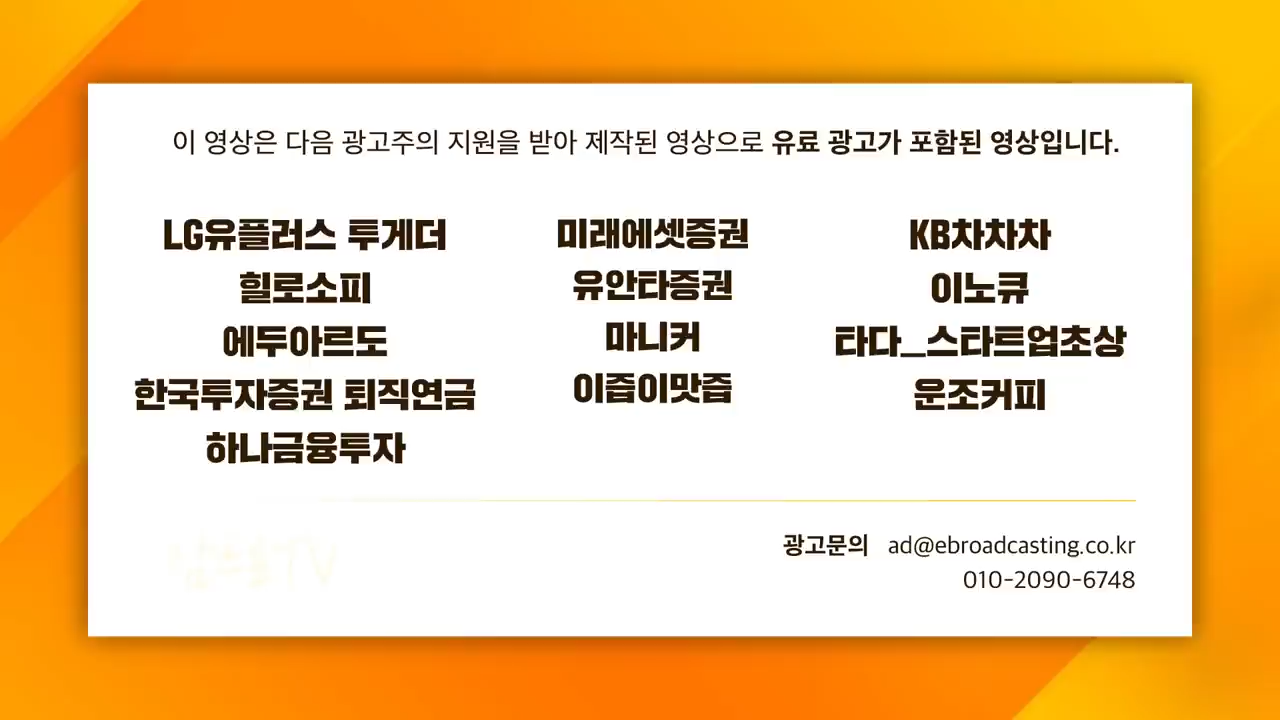 이 영상은 다음 광고주의 지원을 받아 제작된 영상으로 유료 광고가 포함된 영상입니다.
LG유플러스 투게더
힐로소피
에두아르도
한국투자증권 퇴직연금
하나금융투자
미래에셋증권
유안타증권
마니커
이즙이맛즙
KB차차차
이노큐
타다_스타트업초상
운조커피
광고문의 ad@ebroadcasting.co.kr
010-2090-6748